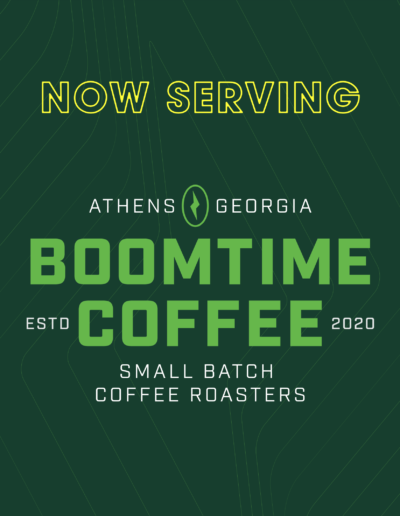 NOW SERVING
ATHENS GEORGIA
BOOMTIME
ESTD COFFEE 2020
SMALL BATCH
COFFEE ROASTERS